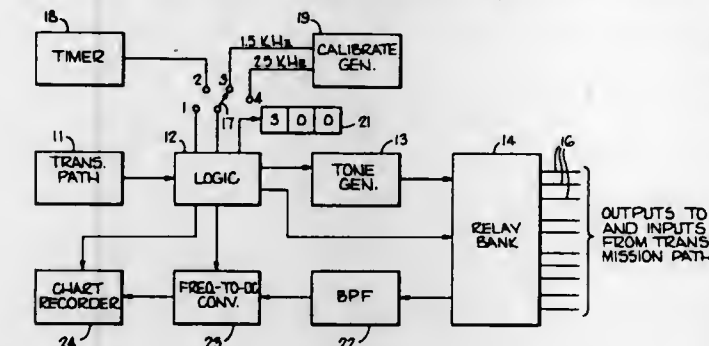 18
TIMER
19
CALIBRATE
GEN.
1.5 KHz
2.5 KHz
2
3
4
1
17
3 0 0
21
11
TRANS.
PATH
12
LOGIC
13
TONE
GEN.
14
RELAY
BANK
16
OUTPUTS TO
AND INPUTS
FROM TRANS
MISSION PATH
CHART
RECORDER
24
FREQ-TO-DC
CONV.
23
BPF
22